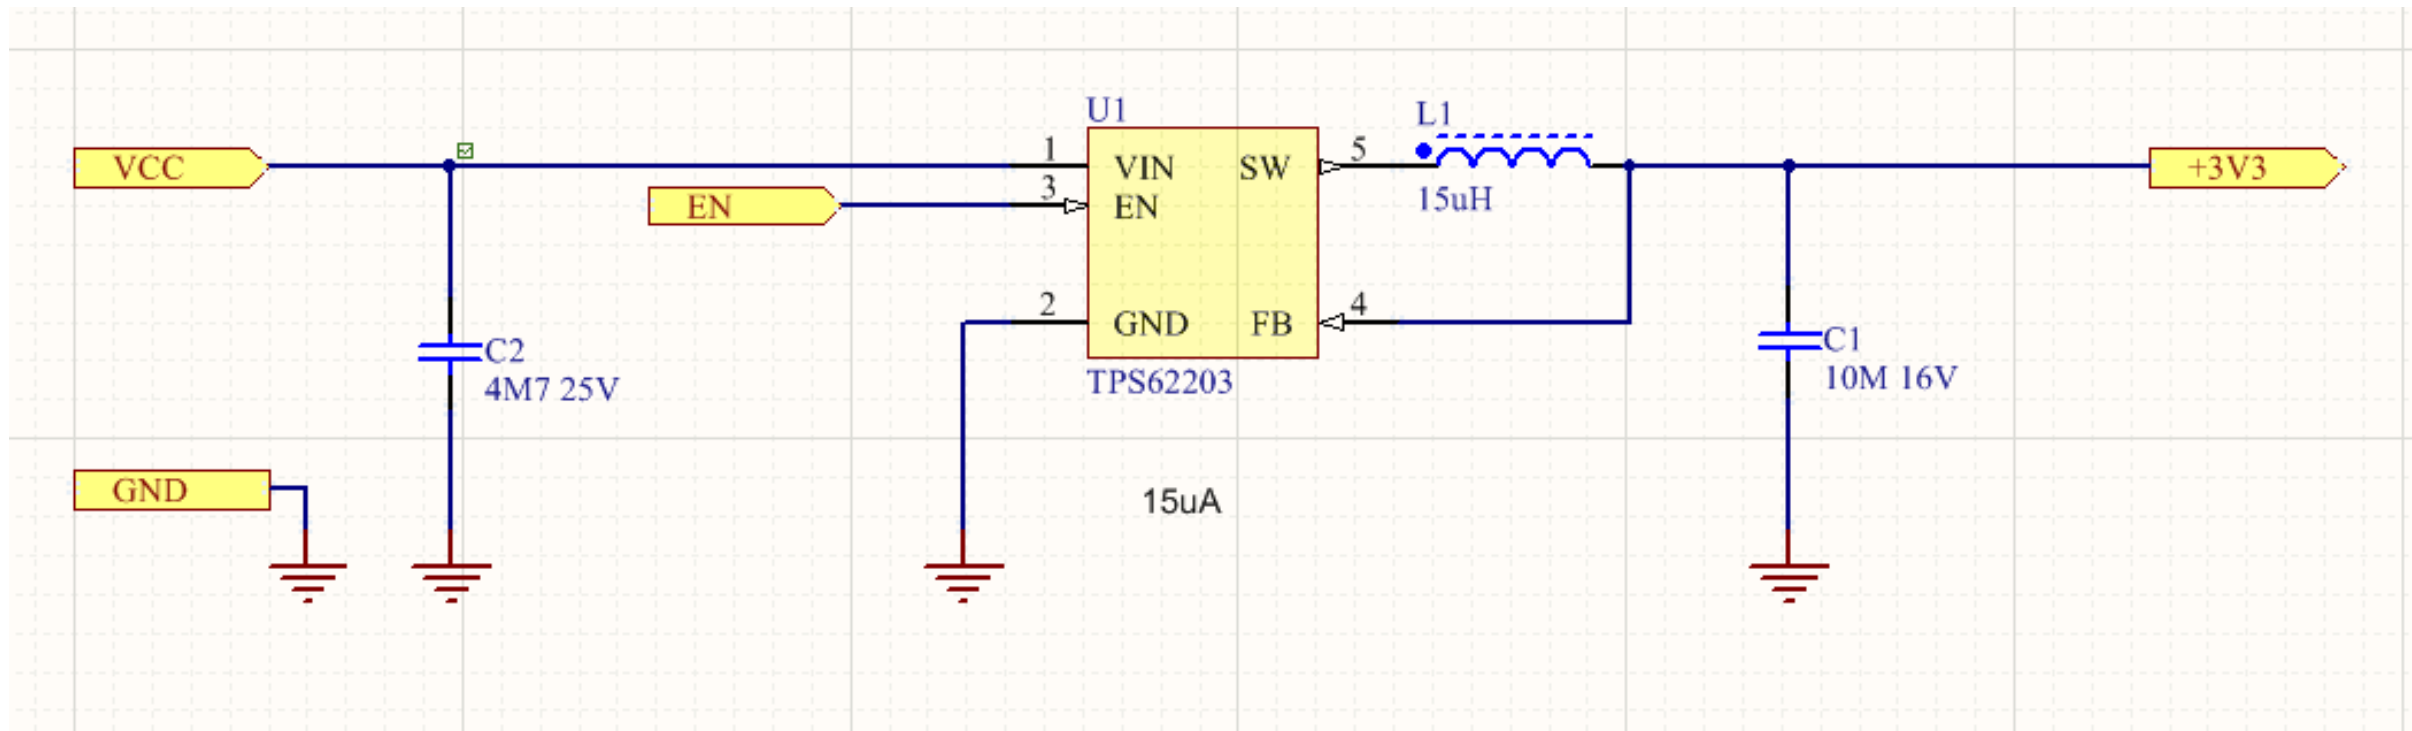 U1
L1
VCC
1
VIN
SW
5
+3V3
3
EN
EN
15uH
2
GND
FB
4
C2
4M7 25V
TPS62203
C1
10M 16V
GND
15uA